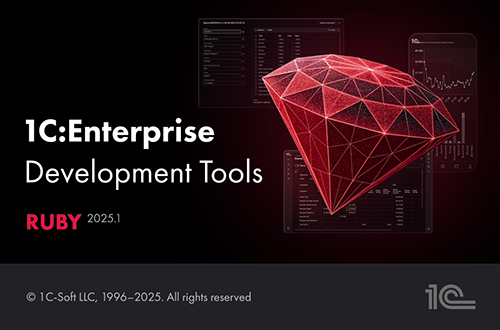 1C:Enterprise
Development Tools
RUBY 2025.1
© 1C-Soft LLC, 1996–2025. All rights reserved
1C